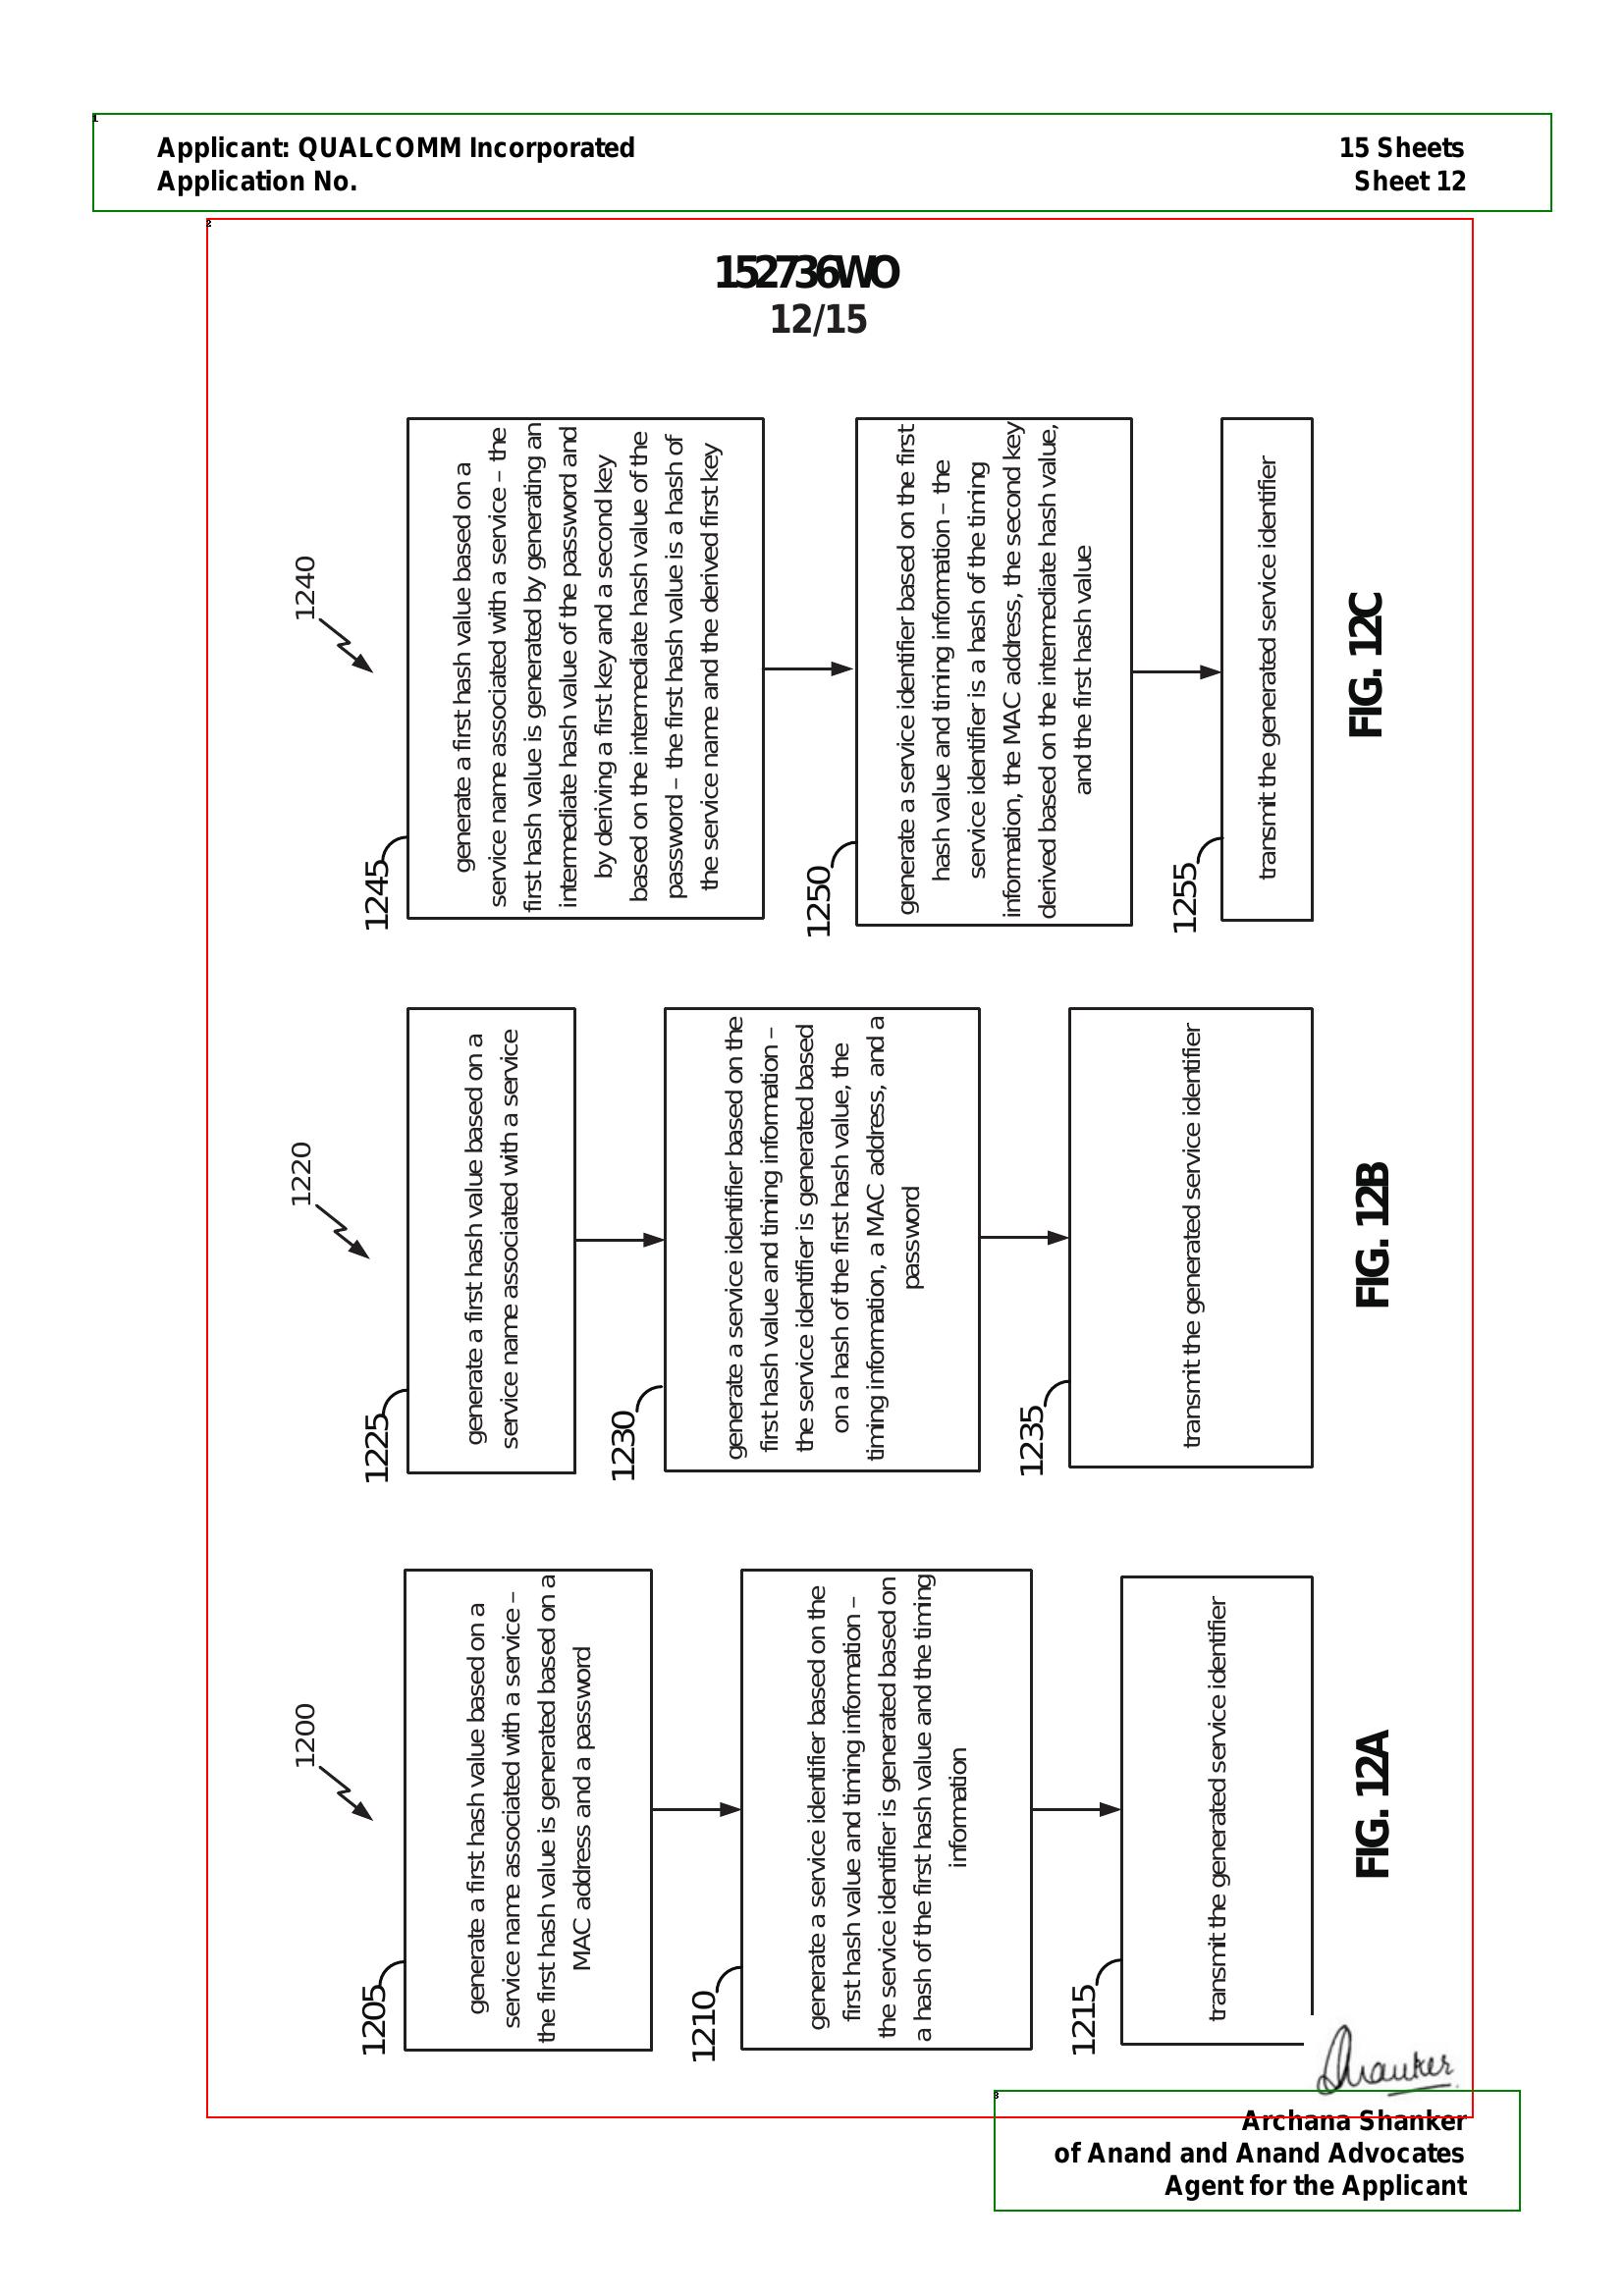 Applicant: QUALCOMM Incorporated
Application No.
15 Sheets
Sheet 12
152736WO
12/15
1200
1205
generate a first hash value based on a
service name associated with a service –
the first hash value is generated based on a
MAC address and a password
1210
generate a service identifier based on the
first hash value and timing information –
the service identifier is generated based on
a hash of the first hash value and the timing
information
1215
transmit the generated service identifier
FIG. 12A
1220
1225
generate a first hash value based on a
service name associated with a service
1230
generate a service identifier based on the
first hash value and timing information –
the service identifier is generated based
on a hash of the first hash value, the
timing information, a MAC address, and a
password
1235
transmit the generated service identifier
FIG. 12B
1240
1245
generate a first hash value based on a
service name associated with a service – the
first hash value is generated by generating an
intermediate hash value of the password and
by deriving a first key and a second key
based on the intermediate hash value of the
password – the first hash value is a hash of
the service name and the derived first key
1250
generate a service identifier based on the first
hash value and timing information – the
service identifier is a hash of the timing
information, the MAC address, the second key
derived based on the intermediate hash value,
and the first hash value
1255
transmit the generated service identifier
FIG. 12C
Shanker
Archana Shanker
of Anand and Anand Advocates
Agent for the Applicant